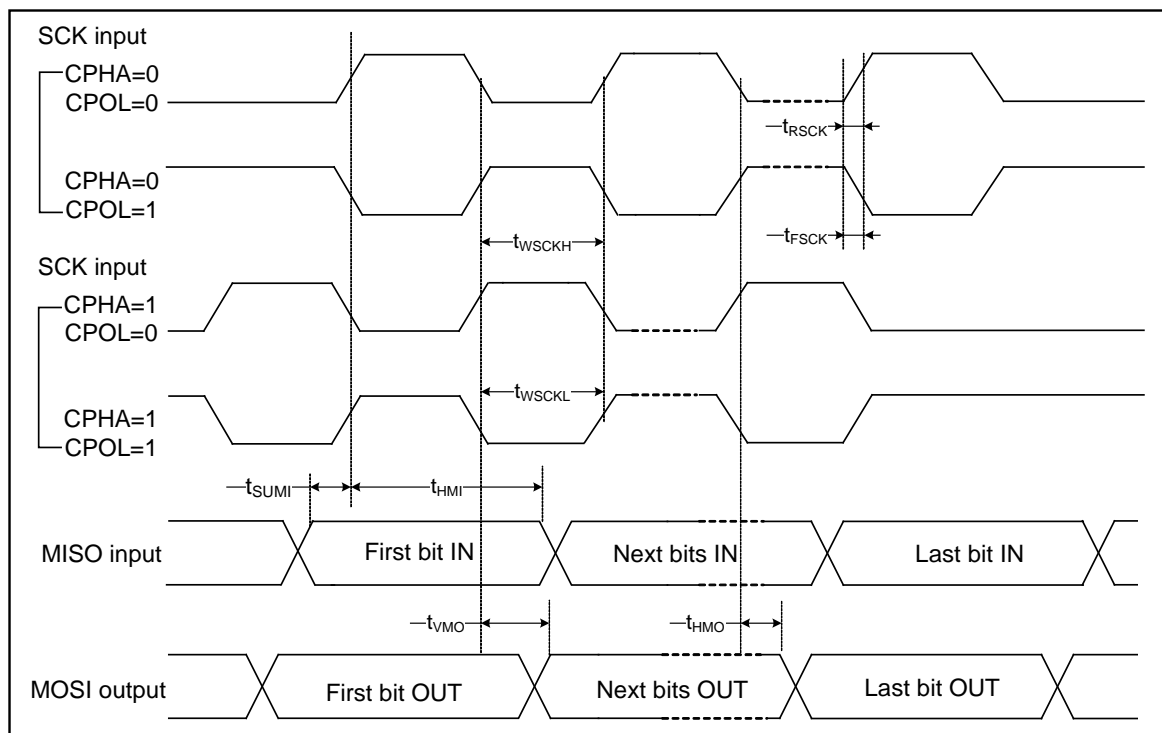 SCK input
CPHA=0
CPOL=0
tRSCK
CPHA=0
CPOL=1
tWSCKH
tFSCK
SCK input
CPHA=1
CPOL=0
tWSCKL
CPHA=1
CPOL=1
tSUMI
tHMI
MISO input
First bit IN
Next bits IN
Last bit IN
tVMO
tHMO
MOSI output
First bit OUT
Next bits OUT
Last bit OUT